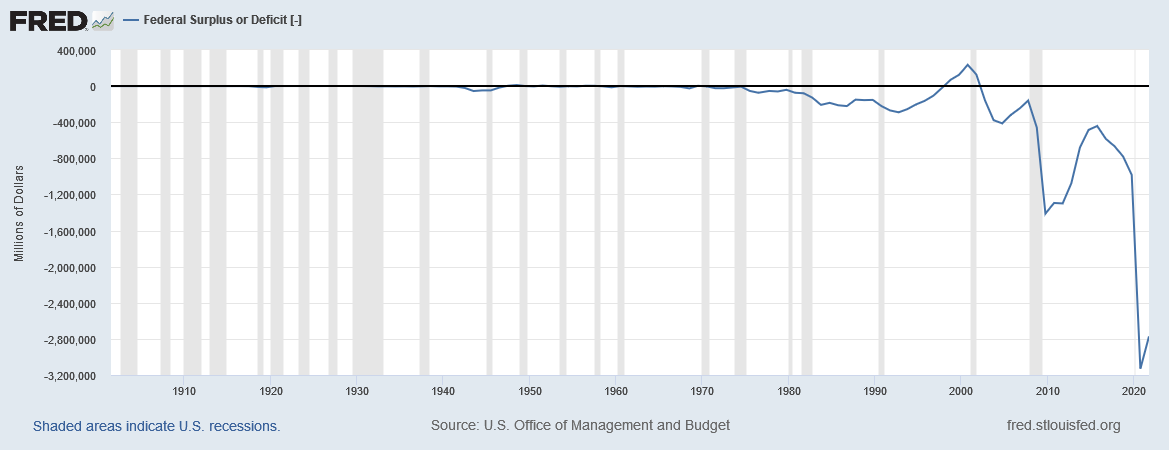 FRED
Federal Surplus or Deficit [-]
400,000
0
-400,000
-800,000
-1,200,000
-1,600,000
-2,000,000
-2,400,000
-2,800,000
-3,200,000
Millions of Dollars
1910 1920 1930 1940 1950 1960 1970 1980 1990 2000 2010 2020
Shaded areas indicate U.S. recessions.
Source: U.S. Office of Management and Budget
fred.stlouisfed.org